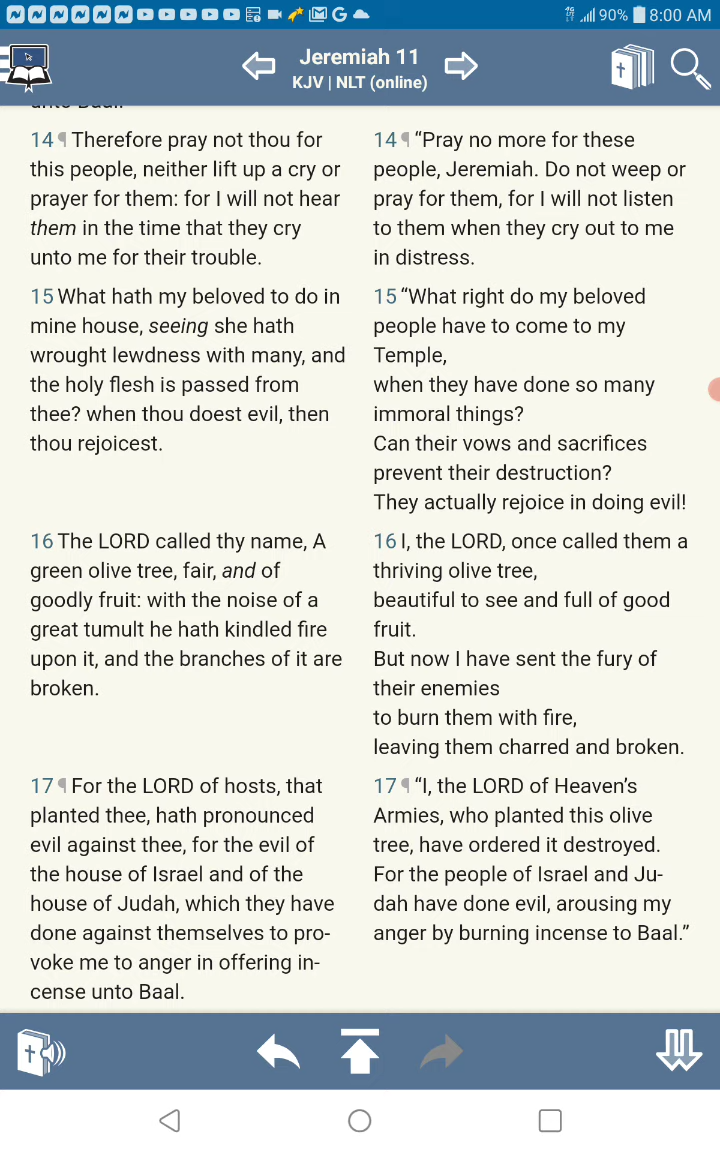 90% 8:00 AM
Jeremiah 11
KJV | NLT (online)
14 ¶ Therefore pray not thou for
this people, neither lift up a cry or
prayer for them: for I will not hear
them in the time that they cry
unto me for their trouble.
15 What hath my beloved to do in
mine house, seeing she hath
wrought lewdness with many, and
the holy flesh is passed from
thee? when thou doest evil, then
thou rejoicest.
16 The LORD called thy name, A
green olive tree, fair, and of
goodly fruit: with the noise of a
great tumult he hath kindled fire
upon it, and the branches of it are
broken.
17 ¶ For the LORD of hosts, that
planted thee, hath pronounced
evil against thee, for the evil of
the house of Israel and of the
house of Judah, which they have
done against themselves to pro-
voke me to anger in offering in-
cense unto Baal.
14 ¶ “Pray no more for these
people, Jeremiah. Do not weep or
pray for them, for I will not listen
to them when they cry out to me
in distress.
15 “What right do my beloved
people have to come to my
Temple,
when they have done so many
immoral things?
Can their vows and sacrifices
prevent their destruction?
They actually rejoice in doing evil!
16 I, the LORD, once called them a
thriving olive tree,
beautiful to see and full of good
fruit.
But now I have sent the fury of
their enemies
to burn them with fire,
leaving them charred and broken.
17 ¶ “I, the LORD of Heaven’s
Armies, who planted this olive
tree, have ordered it destroyed.
For the people of Israel and Ju-
dah have done evil, arousing my
anger by burning incense to Baal.”